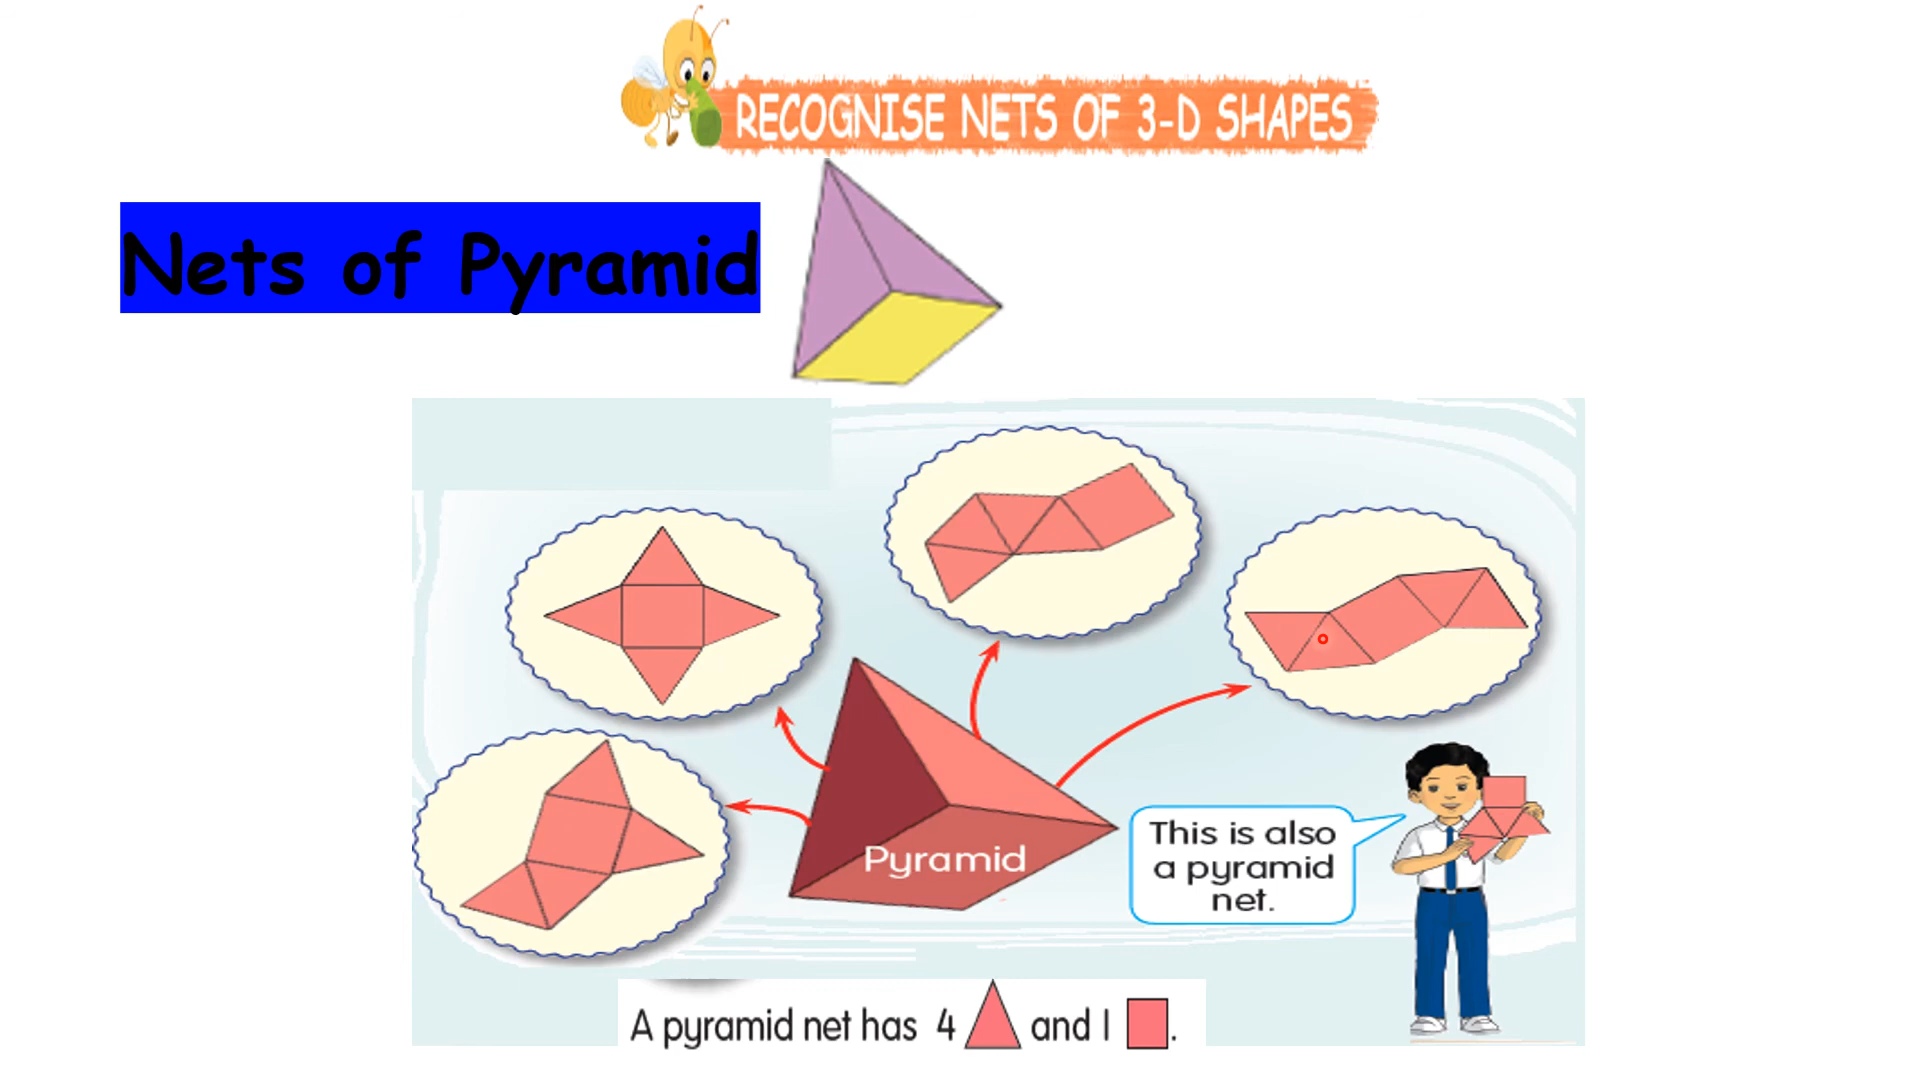 RECOGNISE NETS OF 3-D SHAPES
Nets of Pyramid
Pyramid
This is also
a pyramid
net.
A pyramid net has 4 and 1 .